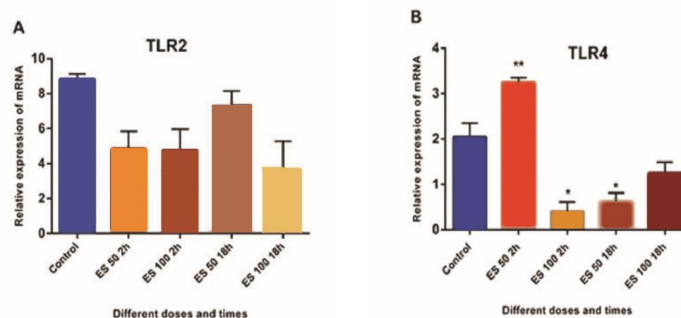 A
TLR2
Relative expression of mRNA
10
8
6
4
2
0
Control
ES 50 2h
ES 100 2h
ES 50 18h
ES 100 18h
Different doses and times
B
TLR4
Relative expression of mRNA
4
3
2
1
0
**
*
*
Control
ES 50 2h
ES 100 2h
ES 50 18h
ES 100 18h
Different doses and times